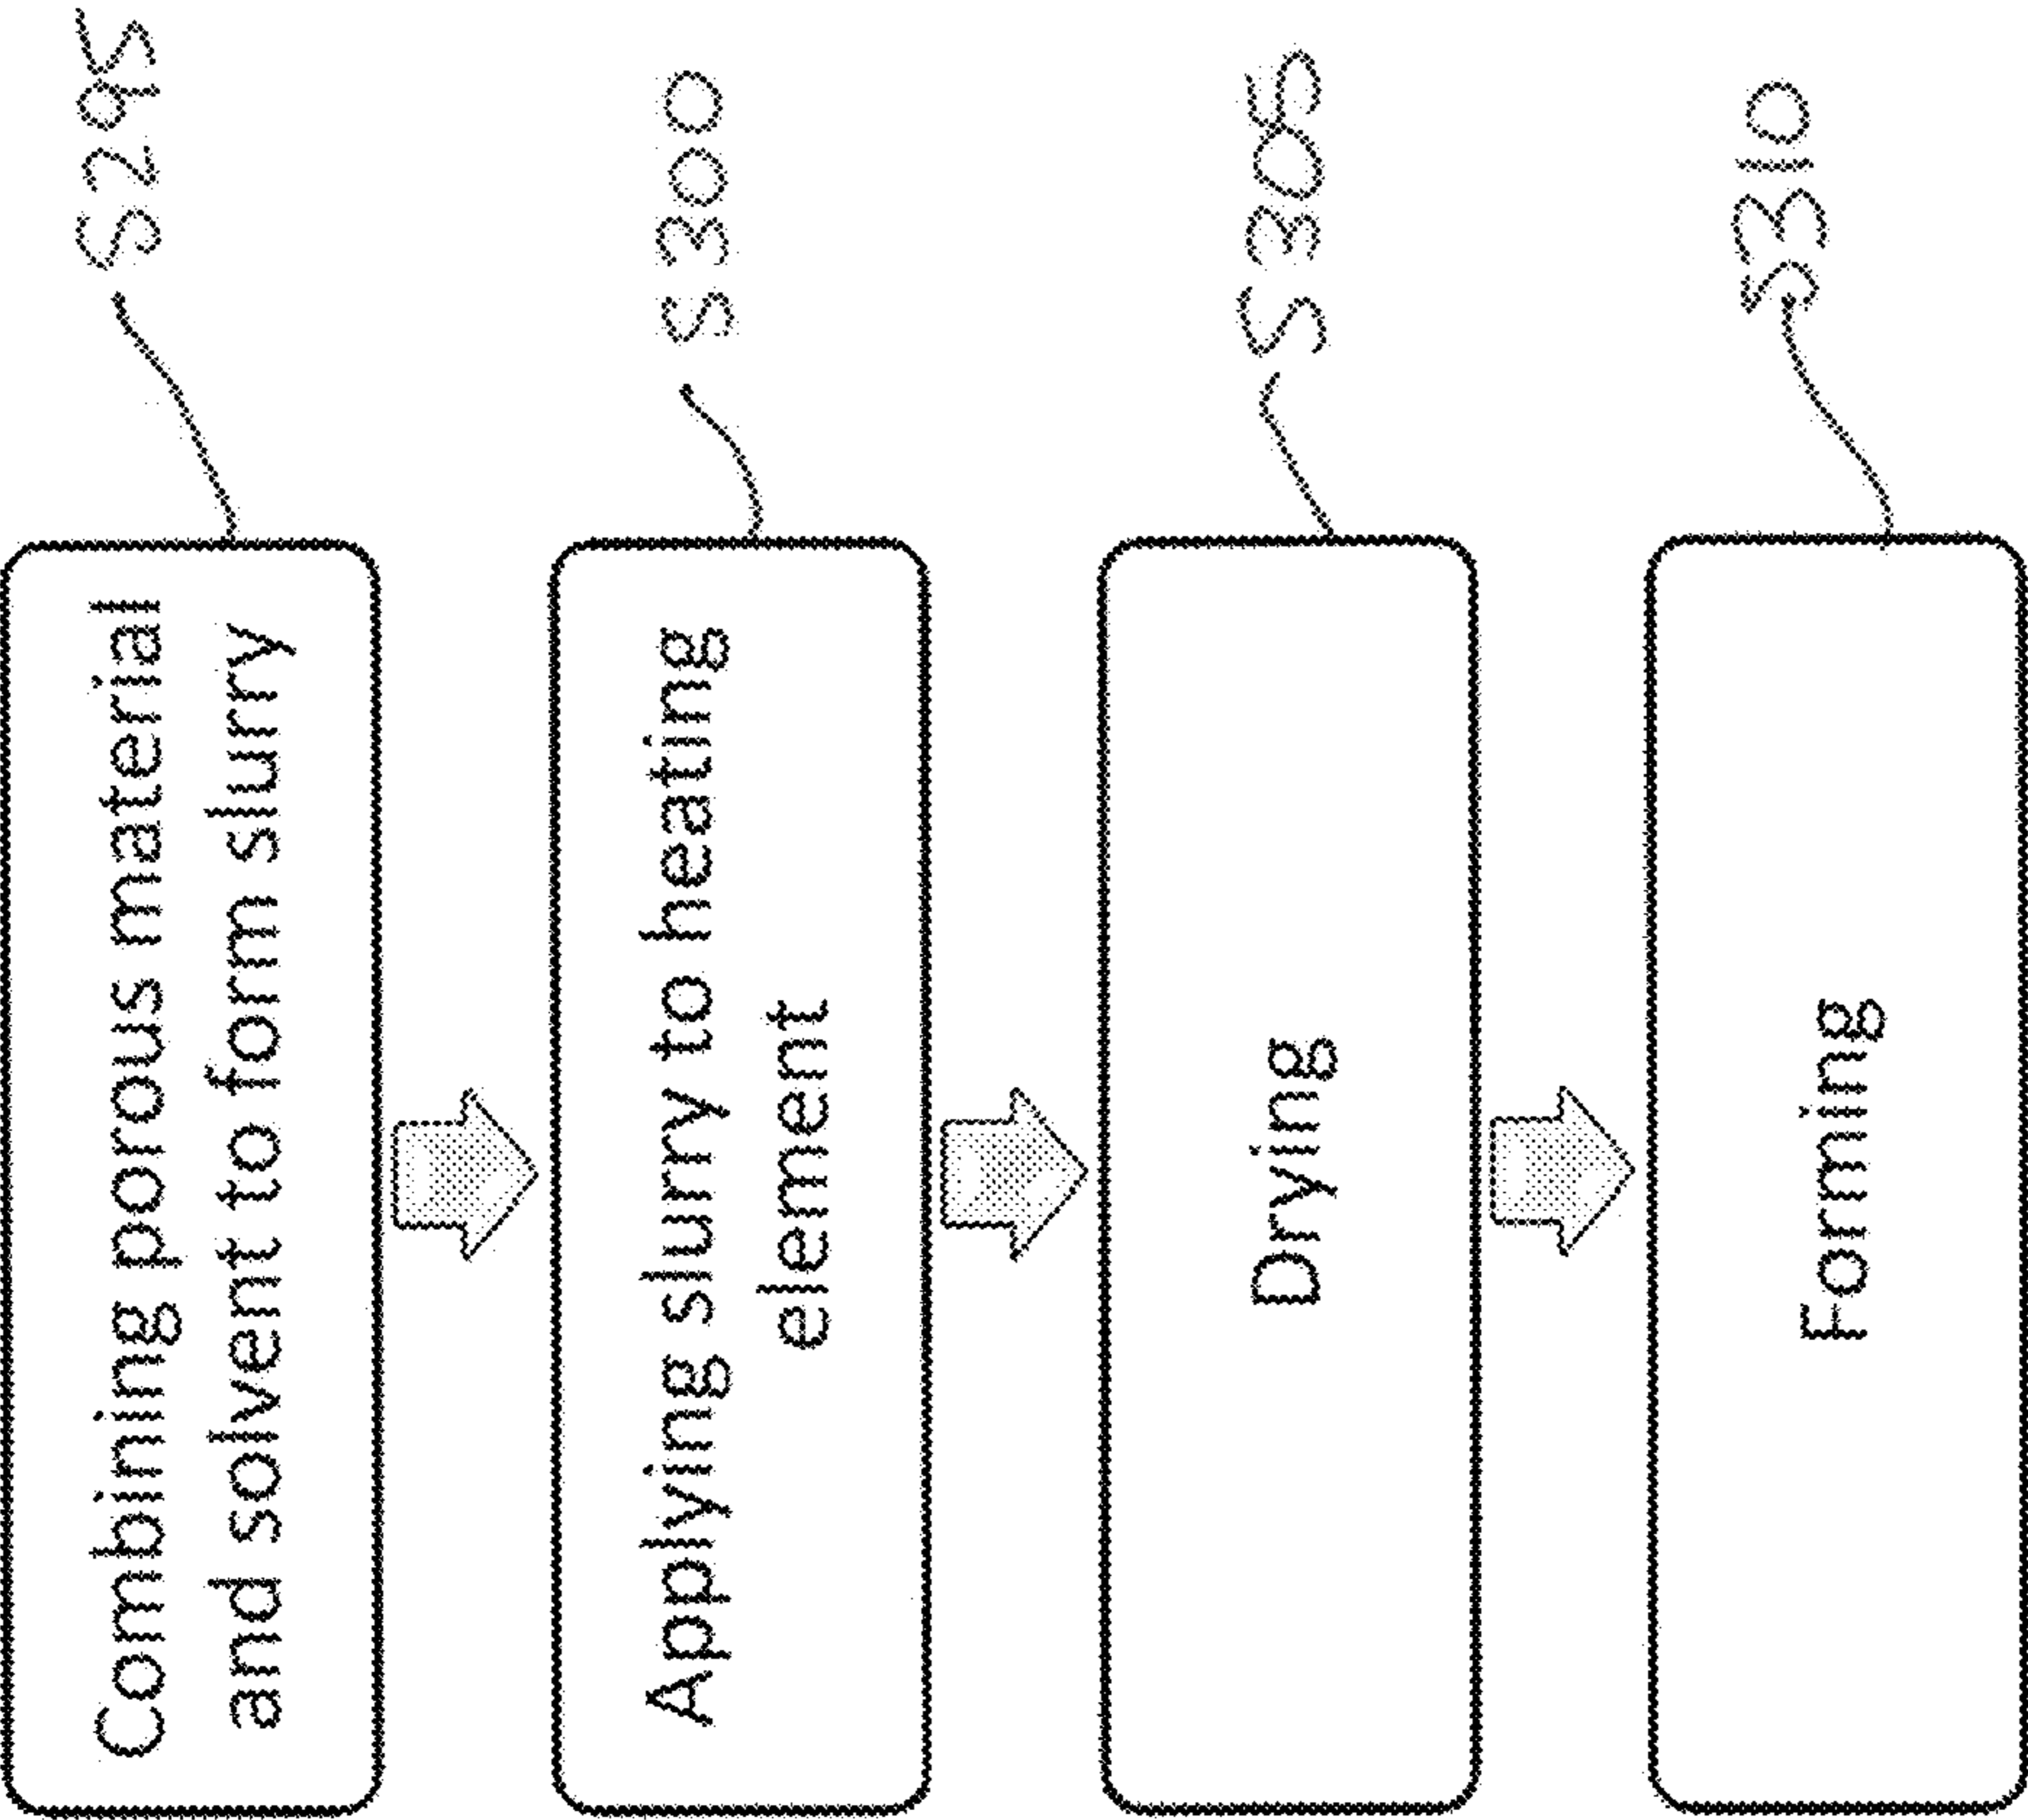 Combining porous material
and solvent to form slurry
S295
Applying slurry to heating
element
S300
Drying
S305
Forming
S310